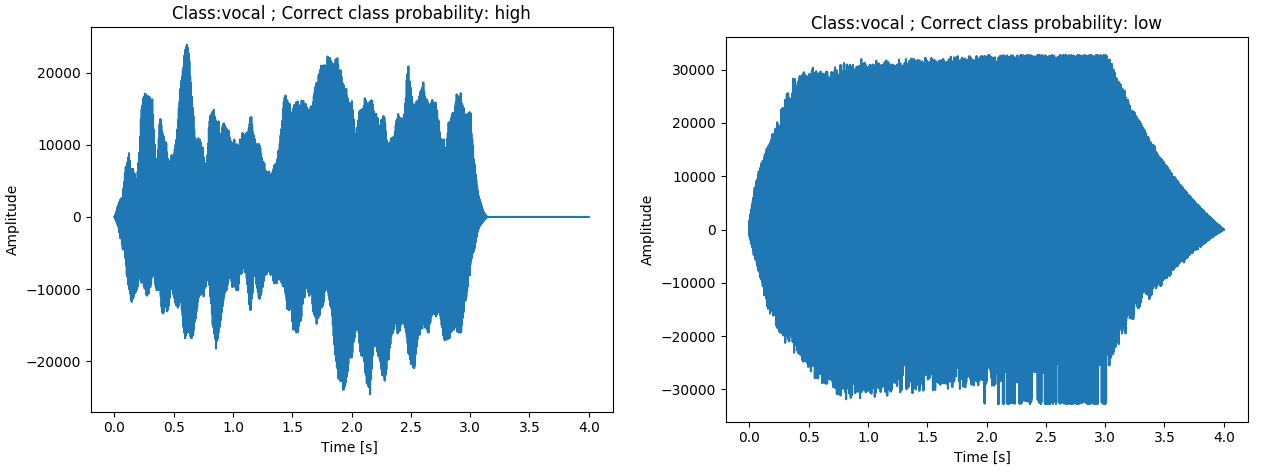 Class:vocal ; Correct class probability: high
20000
10000
0
−10000
−20000
Amplitude
0.0 0.5 1.0 1.5 2.0 2.5 3.0 3.5 4.0
Time [s]
Class:vocal ; Correct class probability: low
30000
20000
10000
0
−10000
−20000
−30000
Amplitude
0.0 0.5 1.0 1.5 2.0 2.5 3.0 3.5 4.0
Time [s]